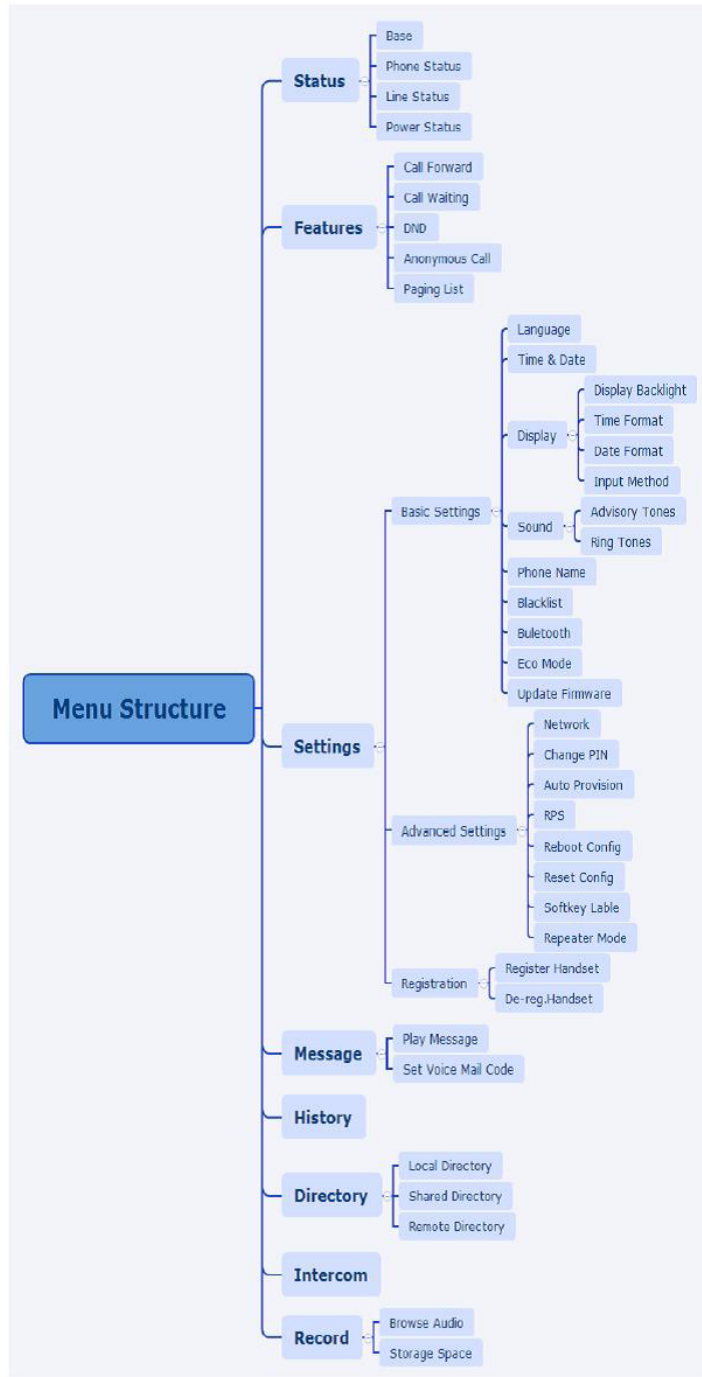 Menu Structure
Status
Base
Phone Status
Line Status
Power Status
Features
Call Forward
Call Waiting
DND
Anonymous Call
Paging List
Settings
Basic Settings
Language
Time & Date
Display
Display Backlight
Time Format
Date Format
Input Method
Sound
Advisory Tones
Ring Tones
Phone Name
Blacklist
Buletooth
Eco Mode
Update Firmware
Advanced Settings
Network
Change PIN
Auto Provision
RPS
Reboot Config
Reset Config
Softkey Lable
Repeater Mode
Registration
Register Handset
De-reg.Handset
Message
Play Message
Set Voice Mail Code
History
Directory
Local Directory
Shared Directory
Remote Directory
Intercom
Record
Browse Audio
Storage Space